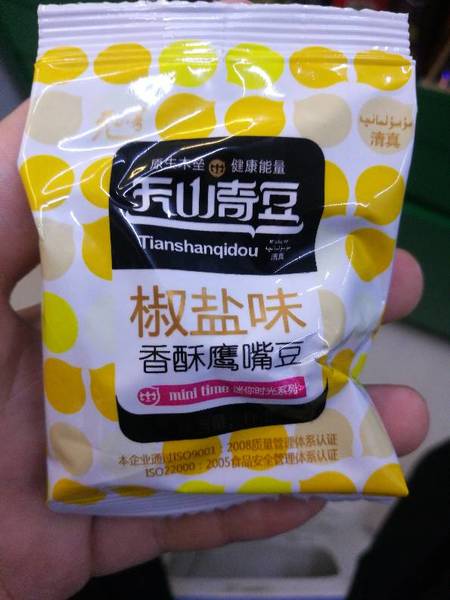 مۇسۇلمانچە
清真
原生木垒 健康能量
天山奇豆
Tianshanqidou
清真
椒盐味
香酥鹰嘴豆
mini time 迷你时光系列
本企业通过ISO9001：2008质量管理体系认证
ISO22000：2005食品安全管理体系认证